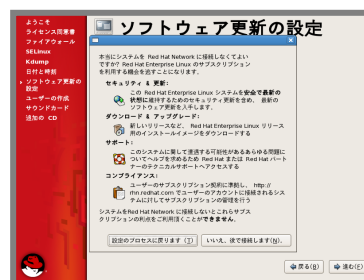 ようこそ
ライセンス同意書
ファイアウォール
SELinux
Kdump
日付と時刻
ソフトウェア更新の
設定
ユーザーの作成
サウンドカード
追加の CD
ソフトウェア更新の設定
本当にシステムを Red Hat Network に接続しなくてよい
ですか? Red Hat Enterprise Linux のサブスクリプション
を利用する機会を逃すことになります。
セキュリティ & 更新:
この Red Hat Enterprise Linux システムを安全で最新の
状態に維持するためのセキュリティ更新を含め、 最新の
ソフトウェア更新を入手します。
ダウンロード & アップグレード:
新しいリリースなど、 Red Hat Enterprise Linux リリース
用のインストールイメージをダウンロードする
サポート:
このシステムに関して遭遇する可能性があるあらゆる問題に
ついてヘルプを求めるため Red Hat または Red Hat パート
ナーのテクニカルサポートへアクセスする
コンプライアンス:
ユーザーのサブスクリプション契約に準拠し、 http://
rhn.redhat.com でユーザーのアカウントに接続されるシス
テムに対してサブスクリプションの管理を行う
システムをRed Hat Network に接続しないとこれらサブス
クリプションの利点をご利用頂くことができません。
設定のプロセスに戻ります (T)
いいえ、後で接続します(N)。
戻る(B)
進む(F)